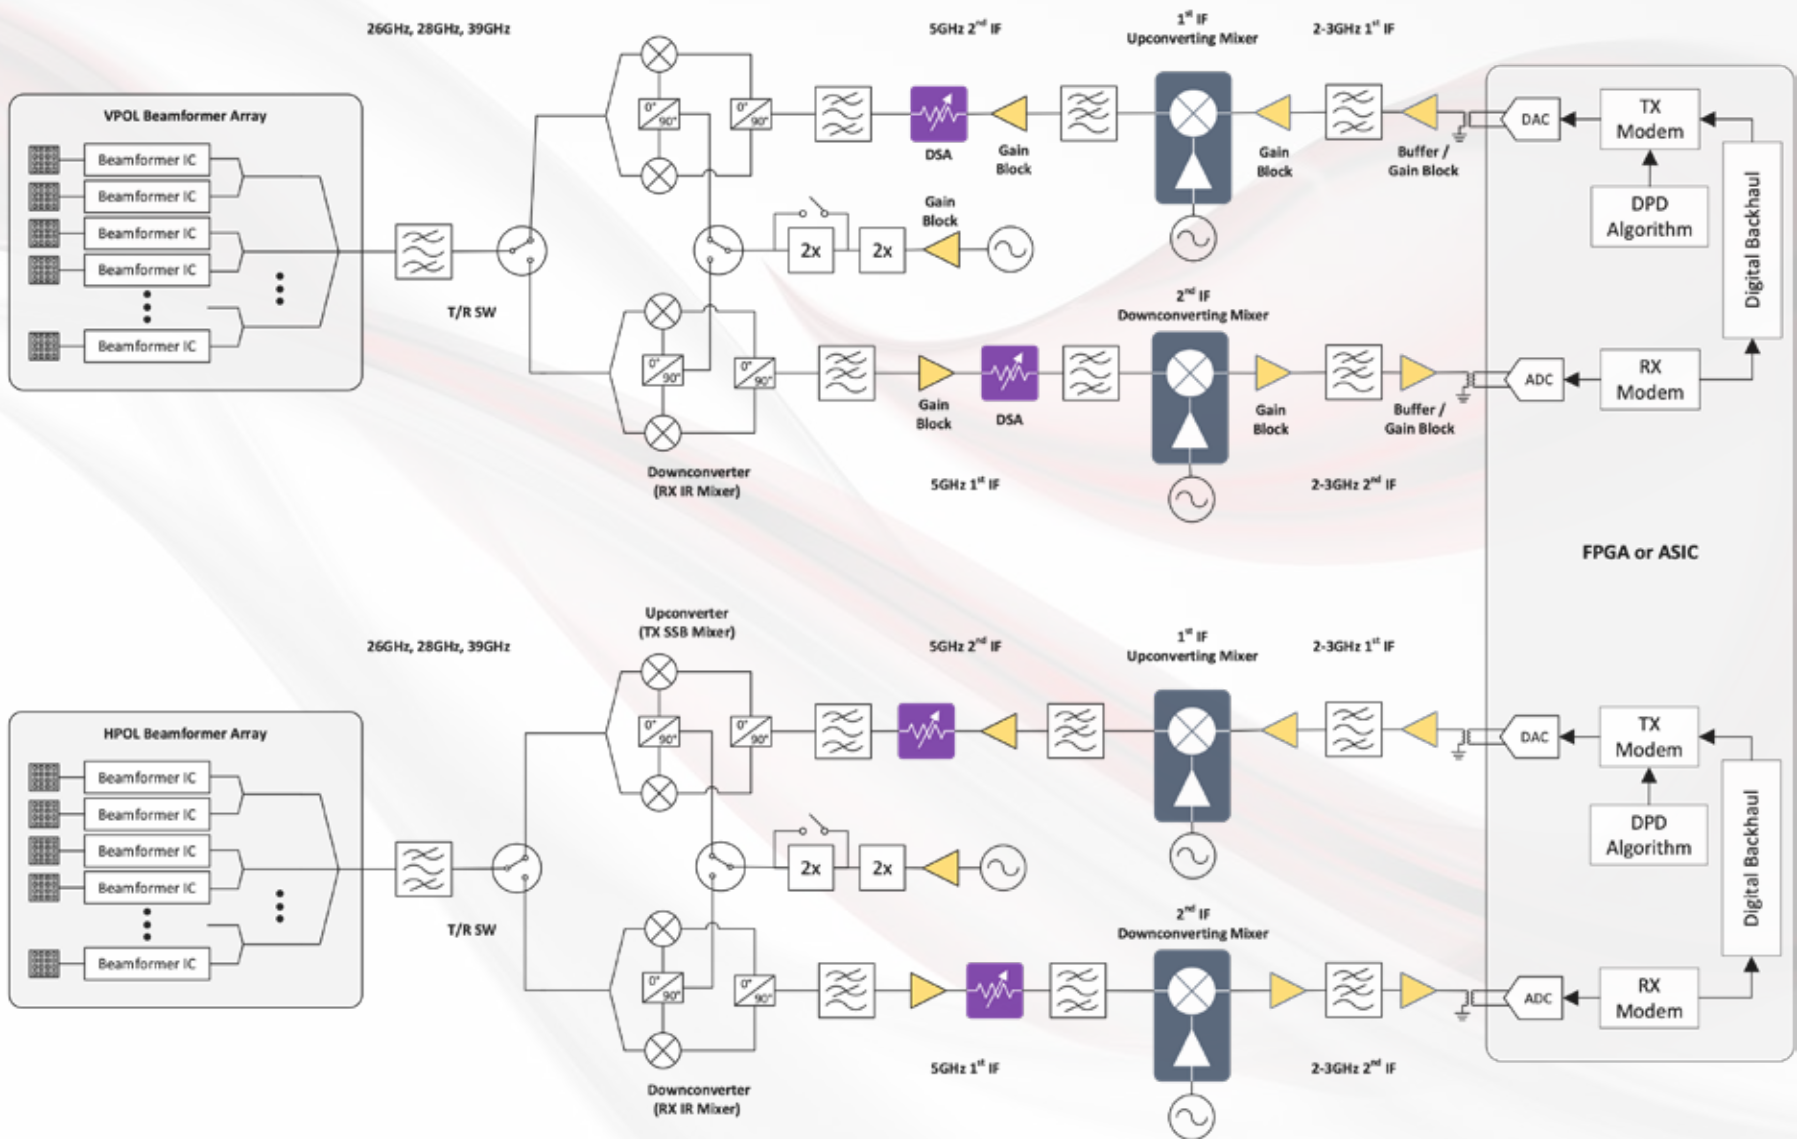 26GHz, 28GHz, 39GHz
5GHz 2nd IF
1st IF
Upconverting Mixer
2-3GHz 1st IF
VPOL Beamformer Array
Beamformer IC
Beamformer IC
Beamformer IC
Beamformer IC
Beamformer IC
T/R SW
0°
90°
0°
90°
DSA
Gain
Block
Gain
Block
Buffer /
Gain Block
DAC
TX
Modem
DPD
Algorithm
Digital Backhaul
2x
2x
Gain
Block
2nd IF
Downconverting Mixer
0°
90°
0°
90°
Gain
Block
DSA
Gain
Block
Buffer /
Gain Block
ADC
RX
Modem
Downconverter
(RX IR Mixer)
5GHz 1st IF
2-3GHz 2nd IF
FPGA or ASIC
26GHz, 28GHz, 39GHz
Upconverter
(TX SSB Mixer)
5GHz 2nd IF
1st IF
Upconverting Mixer
2-3GHz 1st IF
HPOL Beamformer Array
Beamformer IC
Beamformer IC
Beamformer IC
Beamformer IC
Beamformer IC
T/R SW
0°
90°
0°
90°
DAC
TX
Modem
DPD
Algorithm
Digital Backhaul
2x
2x
2nd IF
Downconverting Mixer
0°
90°
0°
90°
ADC
RX
Modem
Downconverter
(RX IR Mixer)
5GHz 1st IF
2-3GHz 2nd IF